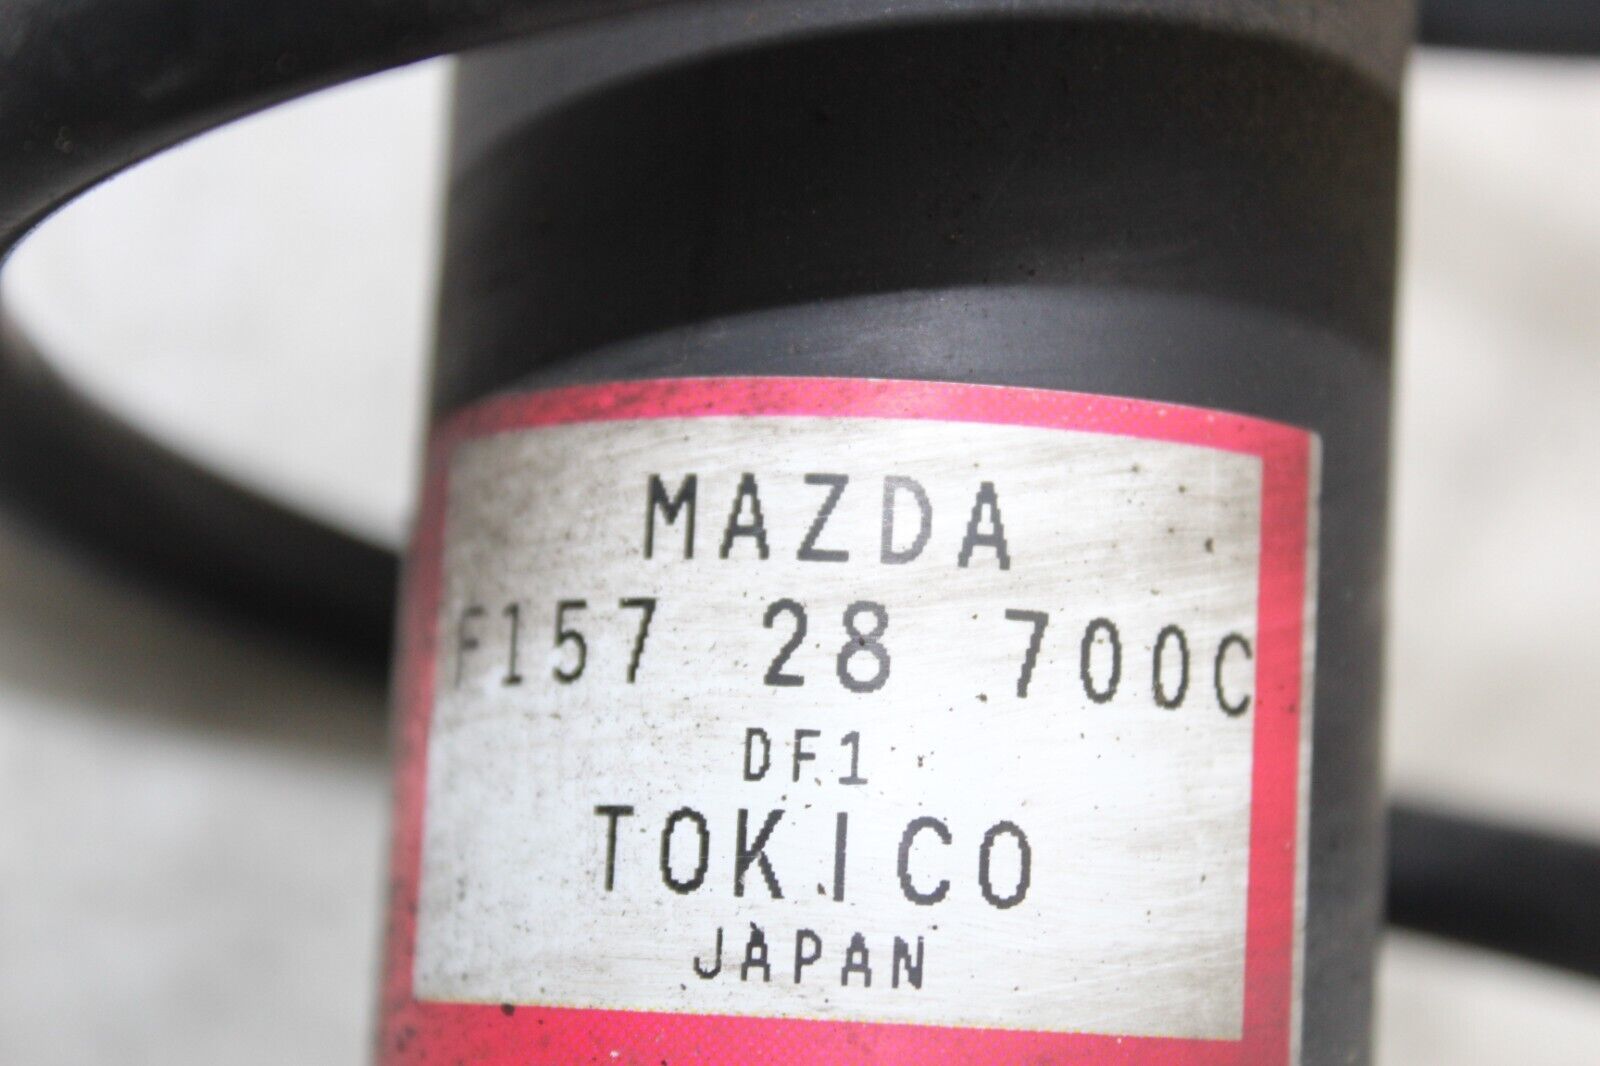 MAZDA
F157 28 700C
DF1
TOKICO
JAPAN